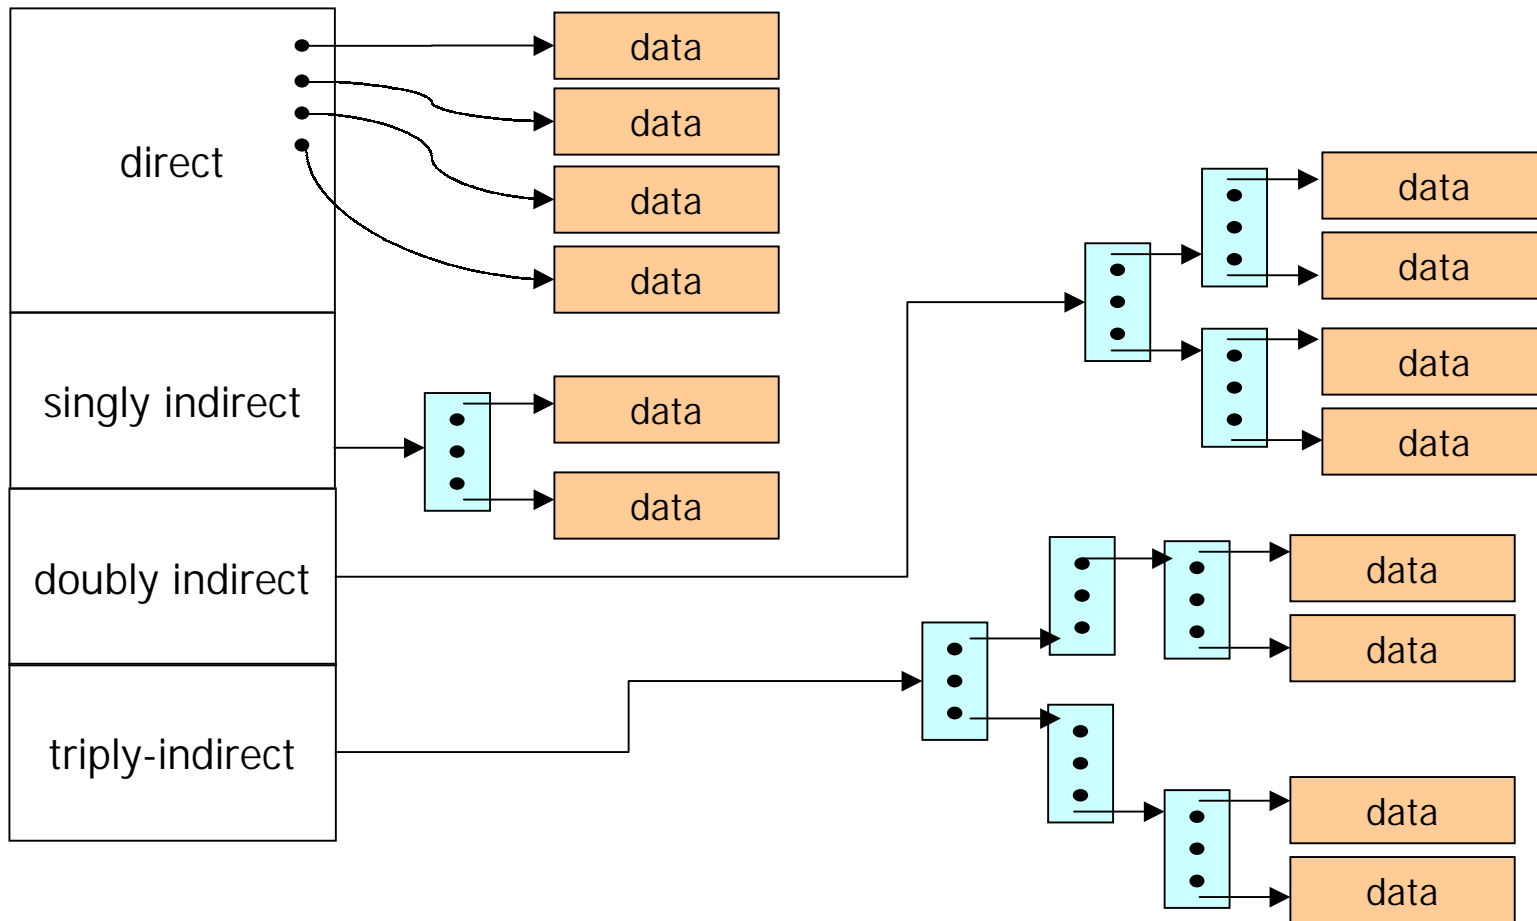 direct
data
data
data
data
singly indirect
data
data
doubly indirect
data
data
data
data
triply-indirect
data
data
data
data